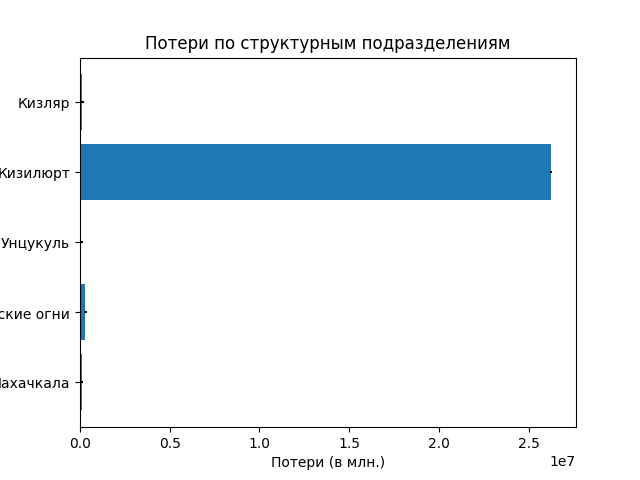 Потери по структурным подразделениям
Кизляр
Кизилюрт
Унцукуль
ские огни
ахачкала
0.0 0.5 1.0 1.5 2.0 2.5
1e7
Потери (в млн.)